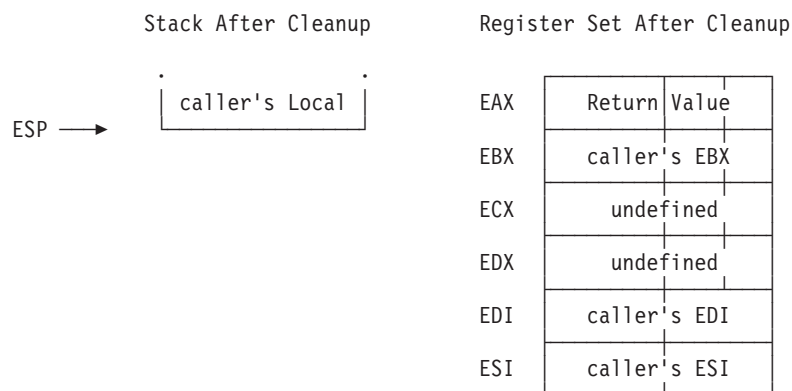 Stack After Cleanup Register Set After Cleanup
caller's Local EAX Return Value
ESP
EBX caller's EBX
ECX undefined
EDX undefined
EDI caller's EDI
ESI caller's ESI